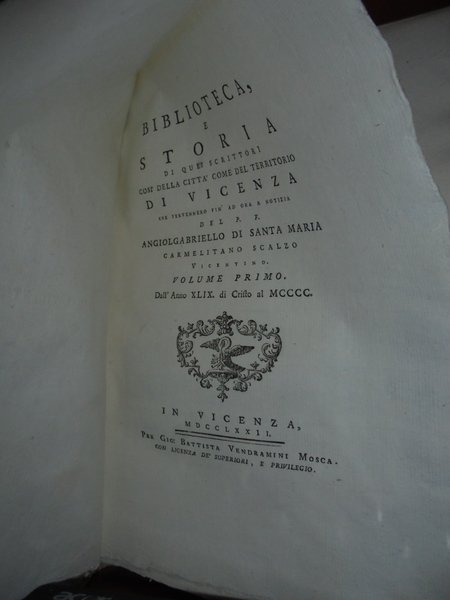 BIBLIOTECA,
E
STORIA
DI QUEI SCRITTORI
COSI' DELLA CITTA' COME DEL TERRITORIO
DI VICENZA
CHE PERVENNERO FIN' AD ORA A NOTIZIA
DEL P. F.
ANGIOLGABRIELLO DI SANTA MARIA
CARMELITANO SCALZO
VICENTINO.
VOLUME PRIMO.
Dall' Anno XLIX. di Cristo al MCCCC.
IN VICENZA,
MDCCLXXII.
PER GIO: BATTISTA VENDRAMINI MOSCA.
CON LICENZA DE' SUPERIORI, E PRIVILEGIO.